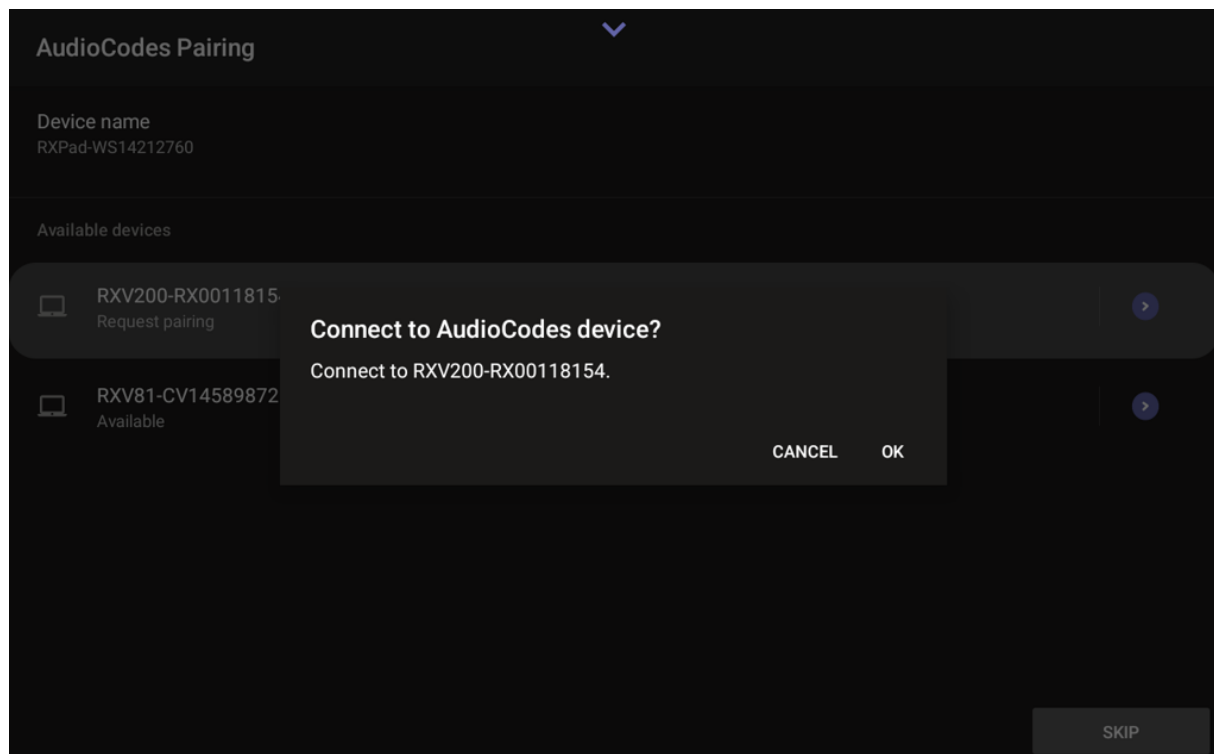 AudioCodes Pairing
Device name
RXPad-WS14212760
Available devices
RXV200-RX0011815
Request pairing
Connect to AudioCodes device?
Connect to RXV200-RX00118154.
RXV81-CV14589872
Available
CANCEL OK
SKIP